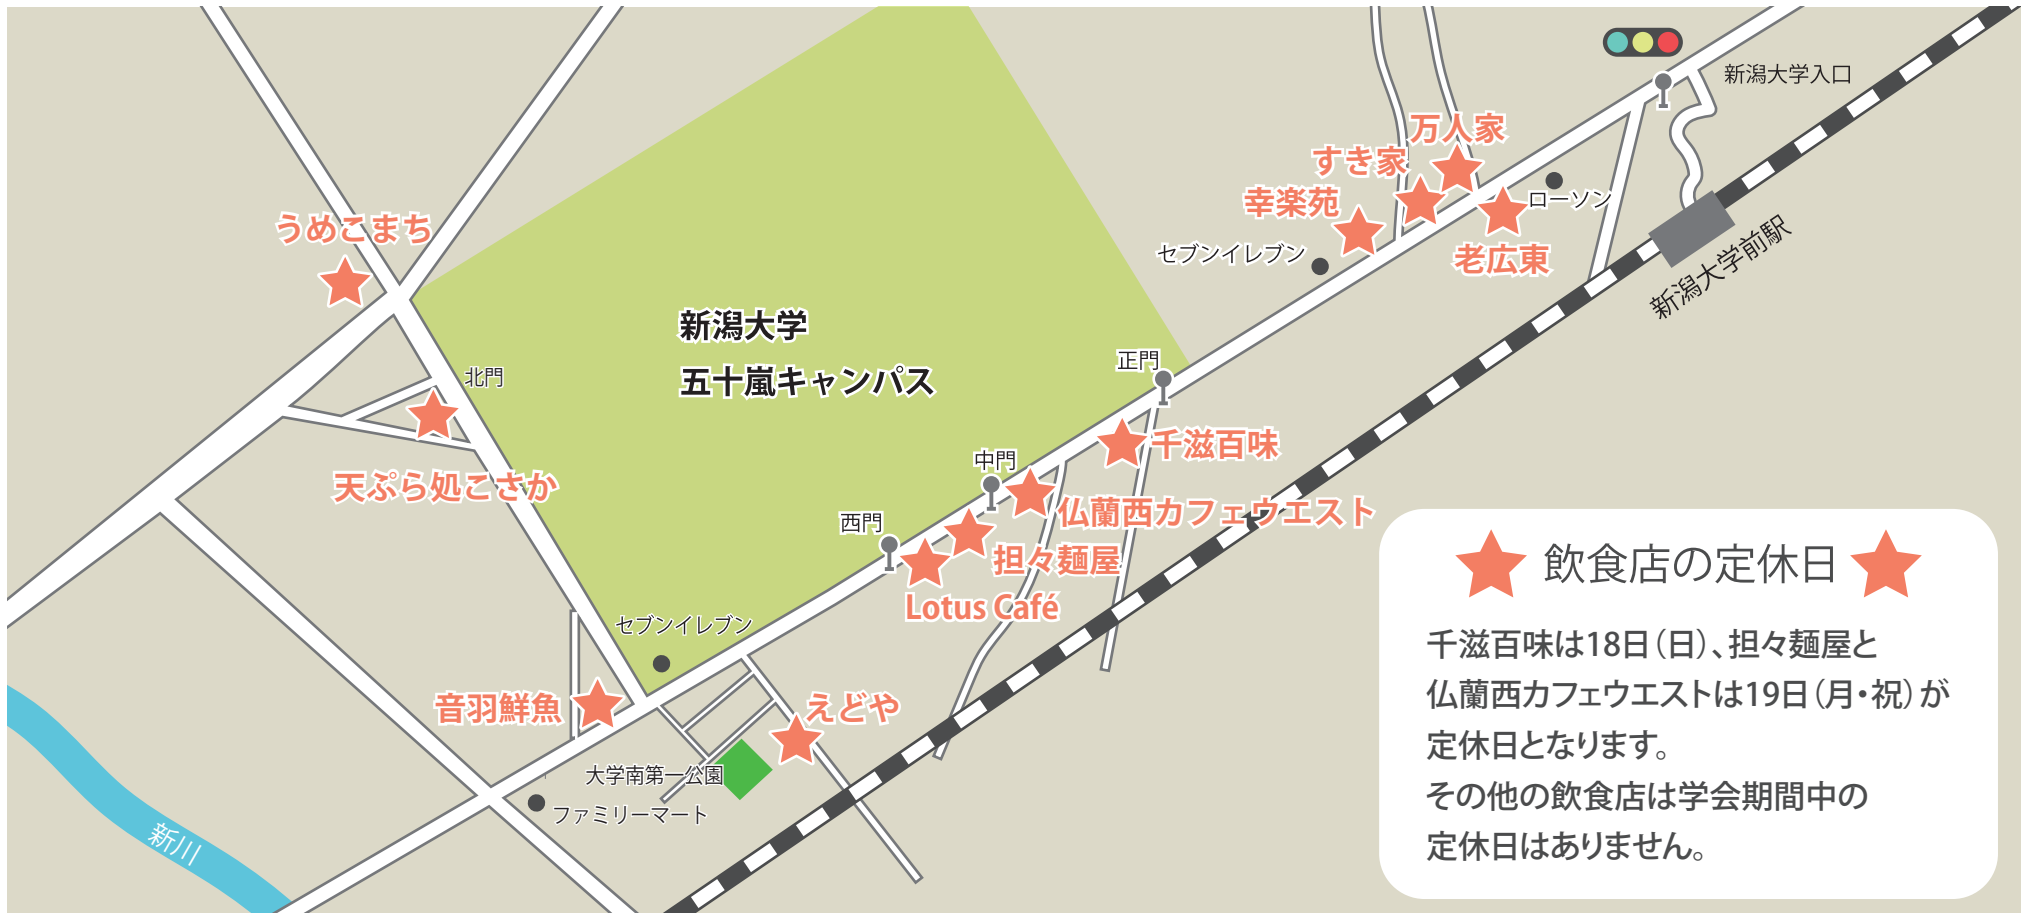 新潟大学入口
万人家
すき家
幸楽苑
ローソン
うめこまち
セブンイレブン
老広東
新潟大学前駅
新潟大学
五十嵐キャンパス
北門
正門
千滋百味
中門
天ぷら処こさか
仏蘭西カフェウエスト
西門
担々麺屋
Lotus Café
セブンイレブン
音羽鮮魚
えどや
大学南第一公園
ファミリーマート
新川
飲食店の定休日
千滋百味は18日（日）、担々麺屋と
仏蘭西カフェウエストは19日（月・祝）が
定休日となります。
その他の飲食店は学会期間中の
定休日はありません。